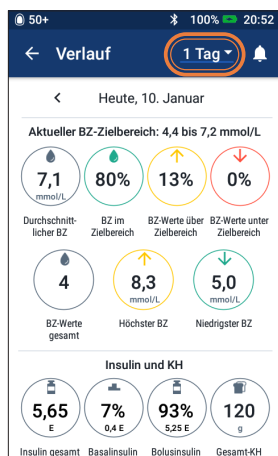 50+ 100% 20:52
Verlauf 1 Tag
Heute, 10. Januar
Aktueller BZ-Zielbereich: 4,4 bis 7,2 mmol/L
7,1 80% 13% 0%
mmol/L
Durchschnitt- BZ im BZ-Werte über BZ-Werte unter
licher BZ Zielbereich Zielbereich Zielbereich
4 8,3 5,0
mmol/L mmol/L
BZ-Werte Höchster BZ Niedrigster BZ
gesamt
Insulin und KH
5,65 7% 93% 120
E 0,4 E 5,25 E g
Insulin gesamt Basalinsulin Bolusinsulin Gesamt-KH